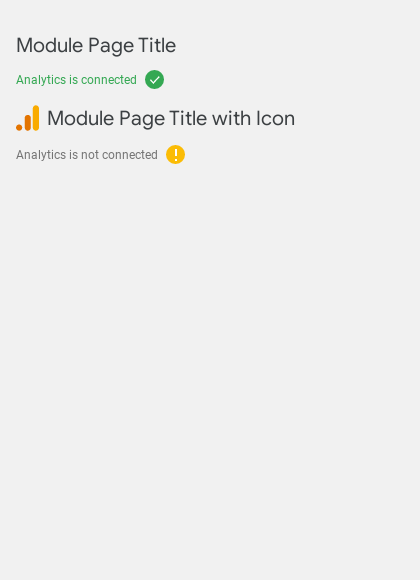 Module Page Title
Analytics is connected
Module Page Title with Icon
Analytics is not connected